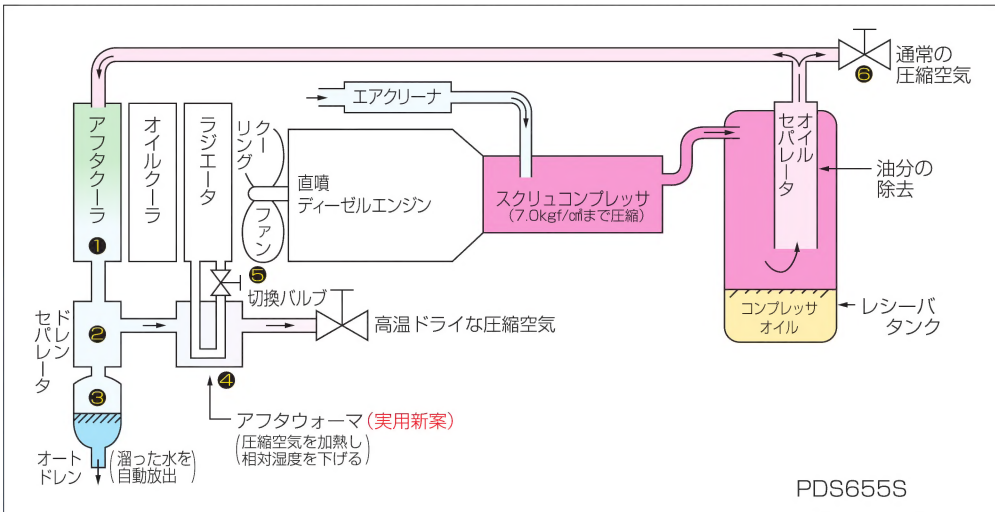 通常の
圧縮空気
❻
エアクリーナ
アフタクーラ
オイルクーラ
ラジエータ
クーリング
ファン
直噴
ディーゼルエンジン
スクリュコンプレッサ
(7.0kgf/㎠まで圧縮)
オイル
セパレータ
油分の
除去
❶
❺
切換バルブ
ドレン
セパレータ
❷
高温ドライな圧縮空気
コンプレッサ
オイル
レシーバ
タンク
❸
❹
アフタウォーマ(実用新案)
(圧縮空気を加熱し
相対湿度を下げる)
オート
ドレン
(溜った水を
自動放出)
PDS655S